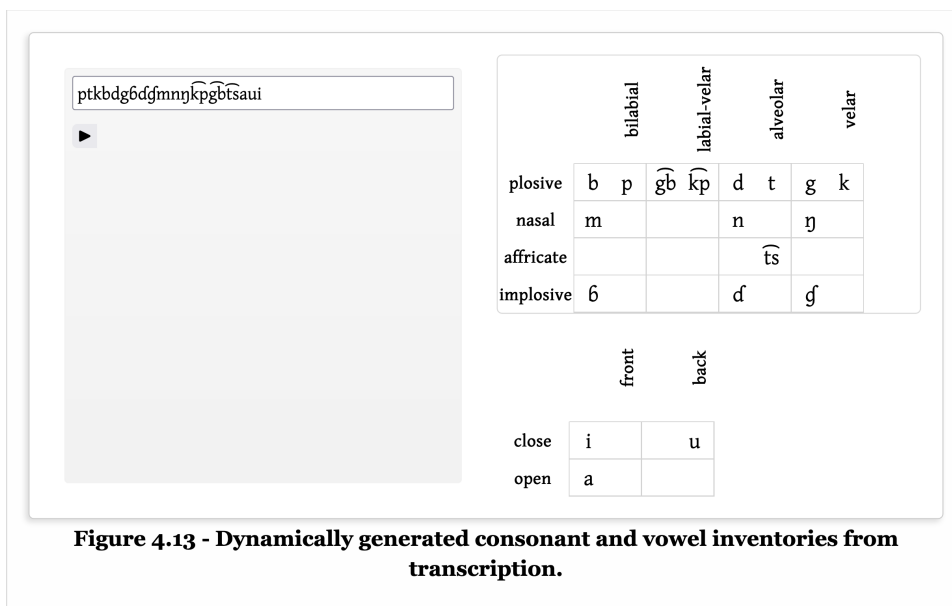 ptkbdgɓɗɠmnŋk͡pg͡bt͡saui
bilabial labial-velar alveolar velar
plosive b p g͡b k͡p d t g k
nasal m n ŋ
affricate t͡s
implosive ɓ ɗ ɠ
front back
close i u
open a
Figure 4.13 - Dynamically generated consonant and vowel inventories from
transcription.